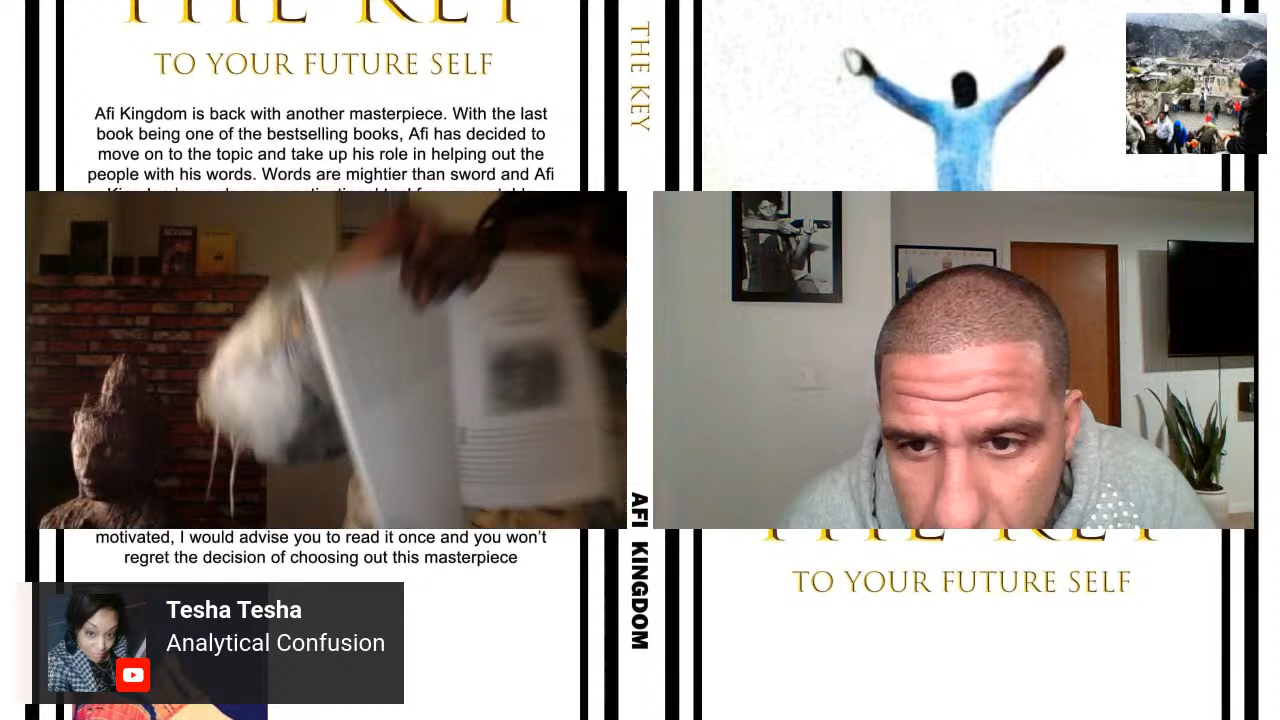 THE KEY
TO YOUR FUTURE SELF
Afi Kingdom is back with another masterpiece. With the last
book being one of the bestselling books, Afi has decided to
move on to the topic and take up his role in helping out the
people with his words. Words are mightier than sword and Afi
motivated, I would advise you to read it once and you won't
regret the decision of choosing out this masterpiece
Tesha Tesha
Analytical Confusion
THE KEY
AFI KINGDOM
THE KEY
TO YOUR FUTURE SELF